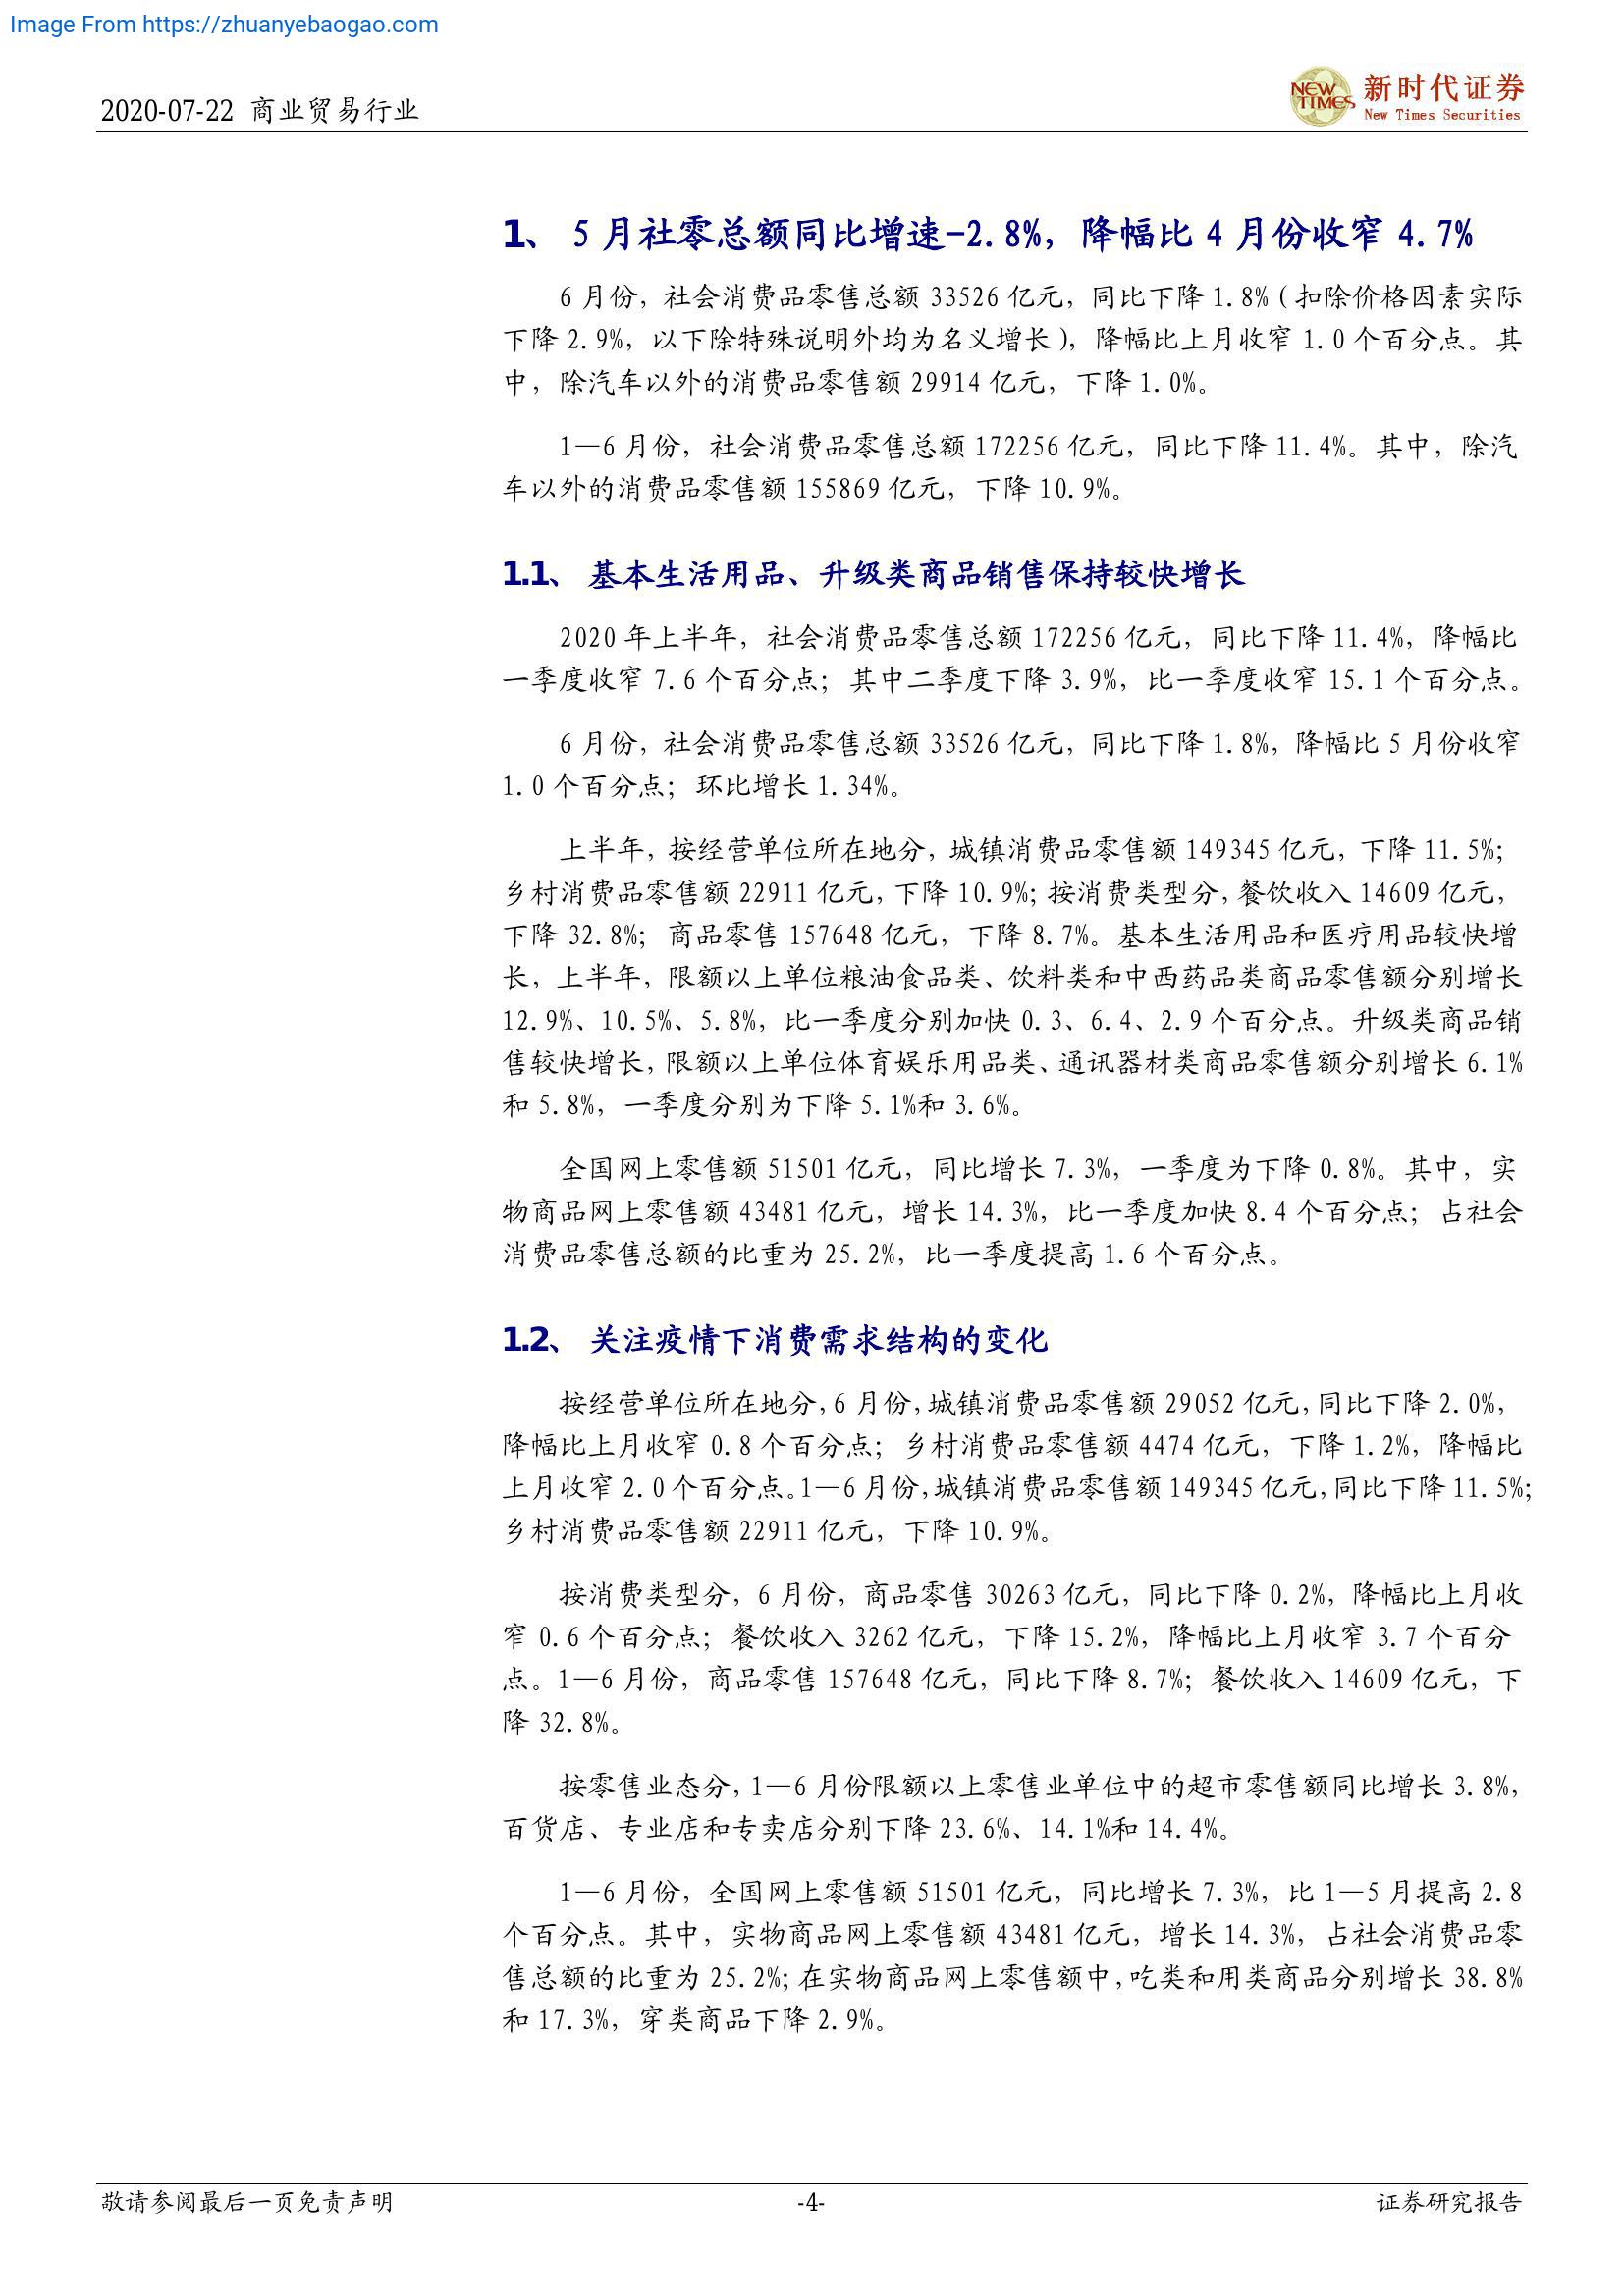 Image From https://zhuanyebaogao.com
2020-07-22 商业贸易行业
NEW TIMES
新时代证券
New Times Securities
1、 5 月社零总额同比增速-2.8%，降幅比 4 月份收窄 4.7%
6 月份，社会消费品零售总额 33526 亿元，同比下降 1.8%（扣除价格因素实际
下降 2.9%，以下除特殊说明外均为名义增长），降幅比上月收窄 1.0 个百分点。其
中，除汽车以外的消费品零售额 29914 亿元，下降 1.0%。
1—6 月份，社会消费品零售总额 172256 亿元，同比下降 11.4%。其中，除汽
车以外的消费品零售额 155869 亿元，下降 10.9%。
1.1、 基本生活用品、升级类商品销售保持较快增长
2020 年上半年，社会消费品零售总额 172256 亿元，同比下降 11.4%，降幅比
一季度收窄 7.6 个百分点；其中二季度下降 3.9%，比一季度收窄 15.1 个百分点。
6 月份，社会消费品零售总额 33526 亿元，同比下降 1.8%，降幅比 5 月份收窄
1.0 个百分点；环比增长 1.34%。
上半年，按经营单位所在地分，城镇消费品零售额 149345 亿元，下降 11.5%；
乡村消费品零售额 22911 亿元，下降 10.9%；按消费类型分，餐饮收入 14609 亿元，
下降 32.8%；商品零售 157648 亿元，下降 8.7%。基本生活用品和医疗用品较快增
长，上半年，限额以上单位粮油食品类、饮料类和中西药品类商品零售额分别增长
12.9%、10.5%、5.8%，比一季度分别加快 0.3、6.4、2.9 个百分点。升级类商品销
售较快增长，限额以上单位体育娱乐用品类、通讯器材类商品零售额分别增长 6.1%
和 5.8%，一季度分别为下降 5.1%和 3.6%。
全国网上零售额 51501 亿元，同比增长 7.3%，一季度为下降 0.8%。其中，实
物商品网上零售额 43481 亿元，增长 14.3%，比一季度加快 8.4 个百分点；占社会
消费品零售总额的比重为 25.2%，比一季度提高 1.6 个百分点。
1.2、 关注疫情下消费需求结构的变化
按经营单位所在地分，6 月份，城镇消费品零售额 29052 亿元，同比下降 2.0%，
降幅比上月收窄 0.8 个百分点；乡村消费品零售额 4474 亿元，下降 1.2%，降幅比
上月收窄 2.0 个百分点。1—6 月份，城镇消费品零售额 149345 亿元，同比下降 11.5%；
乡村消费品零售额 22911 亿元，下降 10.9%。
按消费类型分，6 月份，商品零售 30263 亿元，同比下降 0.2%，降幅比上月收
窄 0.6 个百分点；餐饮收入 3262 亿元，下降 15.2%，降幅比上月收窄 3.7 个百分
点。1—6 月份，商品零售 157648 亿元，同比下降 8.7%；餐饮收入 14609 亿元，下
降 32.8%。
按零售业态分，1—6 月份限额以上零售业单位中的超市零售额同比增长 3.8%，
百货店、专业店和专卖店分别下降 23.6%、14.1%和 14.4%。
1—6 月份，全国网上零售额 51501 亿元，同比增长 7.3%，比 1—5 月提高 2.8
个百分点。其中，实物商品网上零售额 43481 亿元，增长 14.3%，占社会消费品零
售总额的比重为 25.2%；在实物商品网上零售额中，吃类和用类商品分别增长 38.8%
和 17.3%，穿类商品下降 2.9%。
敬请参阅最后一页免责声明
-4-
证券研究报告